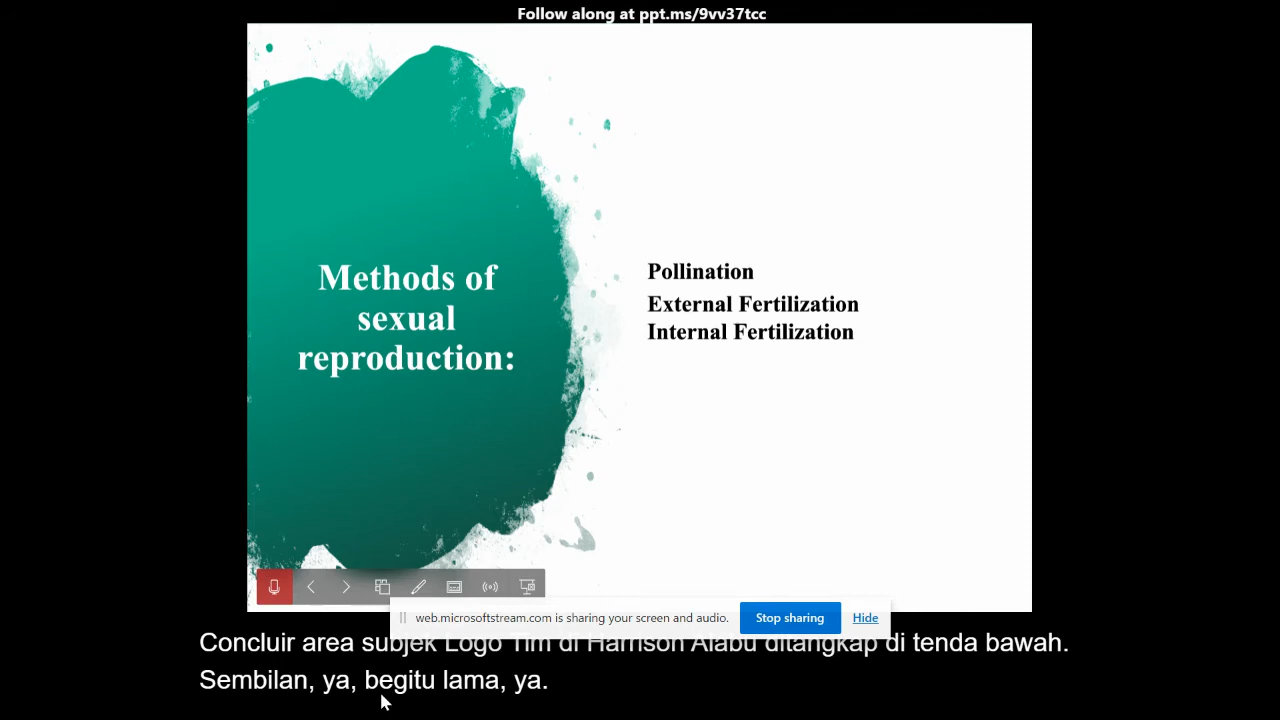 Follow along at ppt.ms/9vv37tcc
Methods of
sexual
reproduction:
Pollination
External Fertilization
Internal Fertilization
web.microsoftstream.com is sharing your screen and audio.
Stop sharing
Hide
Concluir area subjek Logo Tim di Harrison Alabu ditangkap di tenda bawah.
Sembilan, ya, begitu lama, ya.